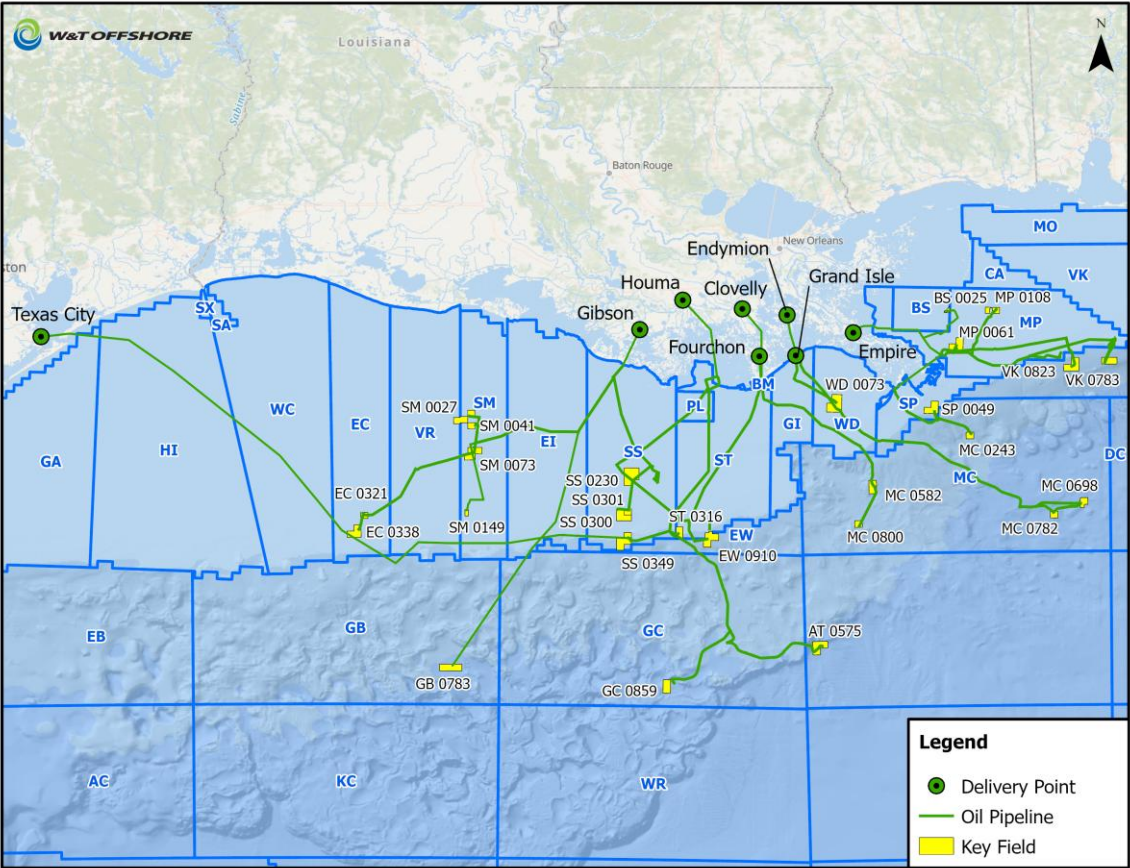 W&T OFFSHORE
N
Louisiana
Sabine
Baton Rouge
MO
Endymion
New Orleans
CA
VK
ston
Houma
Clovelly
Grand Isle
BS 0025
MP 0108
SX
SA
Texas City
Gibson
BS
MP
MP 0061
Fourchon
Empire
VK 0823
VK 0783
BM
WD 0073
SM 0027
SM
PL
SP
SP 0049
WC
EC
VR
SM 0041
EI
GI
WD
MC 0243
HI
GA
SM 0073
SS
ST
DC
SS 0230
MC
MC 0698
EC 0321
SS 0301
MC 0582
EC 0338
SM 0149
SS 0300
ST 0316
MC 0782
EW
MC 0800
SS 0349
EW 0910
EB
GB
GC
AT 0575
GB 0783
GC 0859
AC
KC
WR
Legend
Delivery Point
Oil Pipeline
Key Field